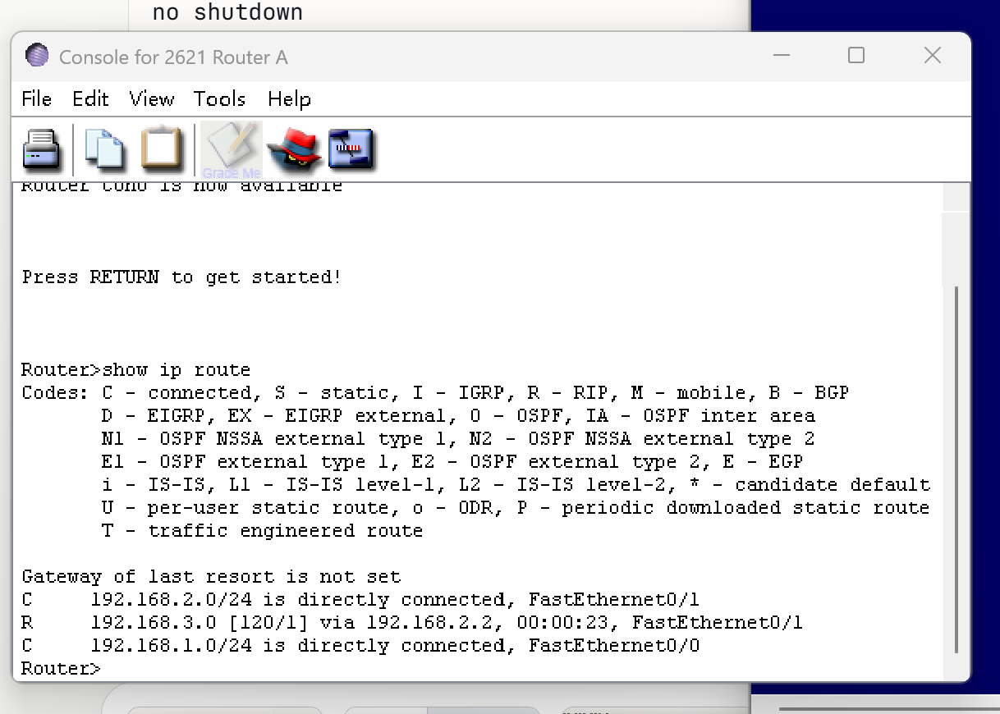 no shutdown
Console for 2621 Router A
File Edit View Tools Help
Grade Me
Router con0 is now available
Press RETURN to get started!
Router>show ip route
Codes: C - connected, S - static, I - IGRP, R - RIP, M - mobile, B - BGP
D - EIGRP, EX - EIGRP external, O - OSPF, IA - OSPF inter area
N1 - OSPF NSSA external type 1, N2 - OSPF NSSA external type 2
E1 - OSPF external type 1, E2 - OSPF external type 2, E - EGP
i - IS-IS, L1 - IS-IS level-1, L2 - IS-IS level-2, * - candidate default
U - per-user static route, o - ODR, P - periodic downloaded static route
T - traffic engineered route
Gateway of last resort is not set
C 192.168.2.0/24 is directly connected, FastEthernet0/1
R 192.168.3.0 [120/1] via 192.168.2.2, 00:00:23, FastEthernet0/1
C 192.168.1.0/24 is directly connected, FastEthernet0/0
Router>